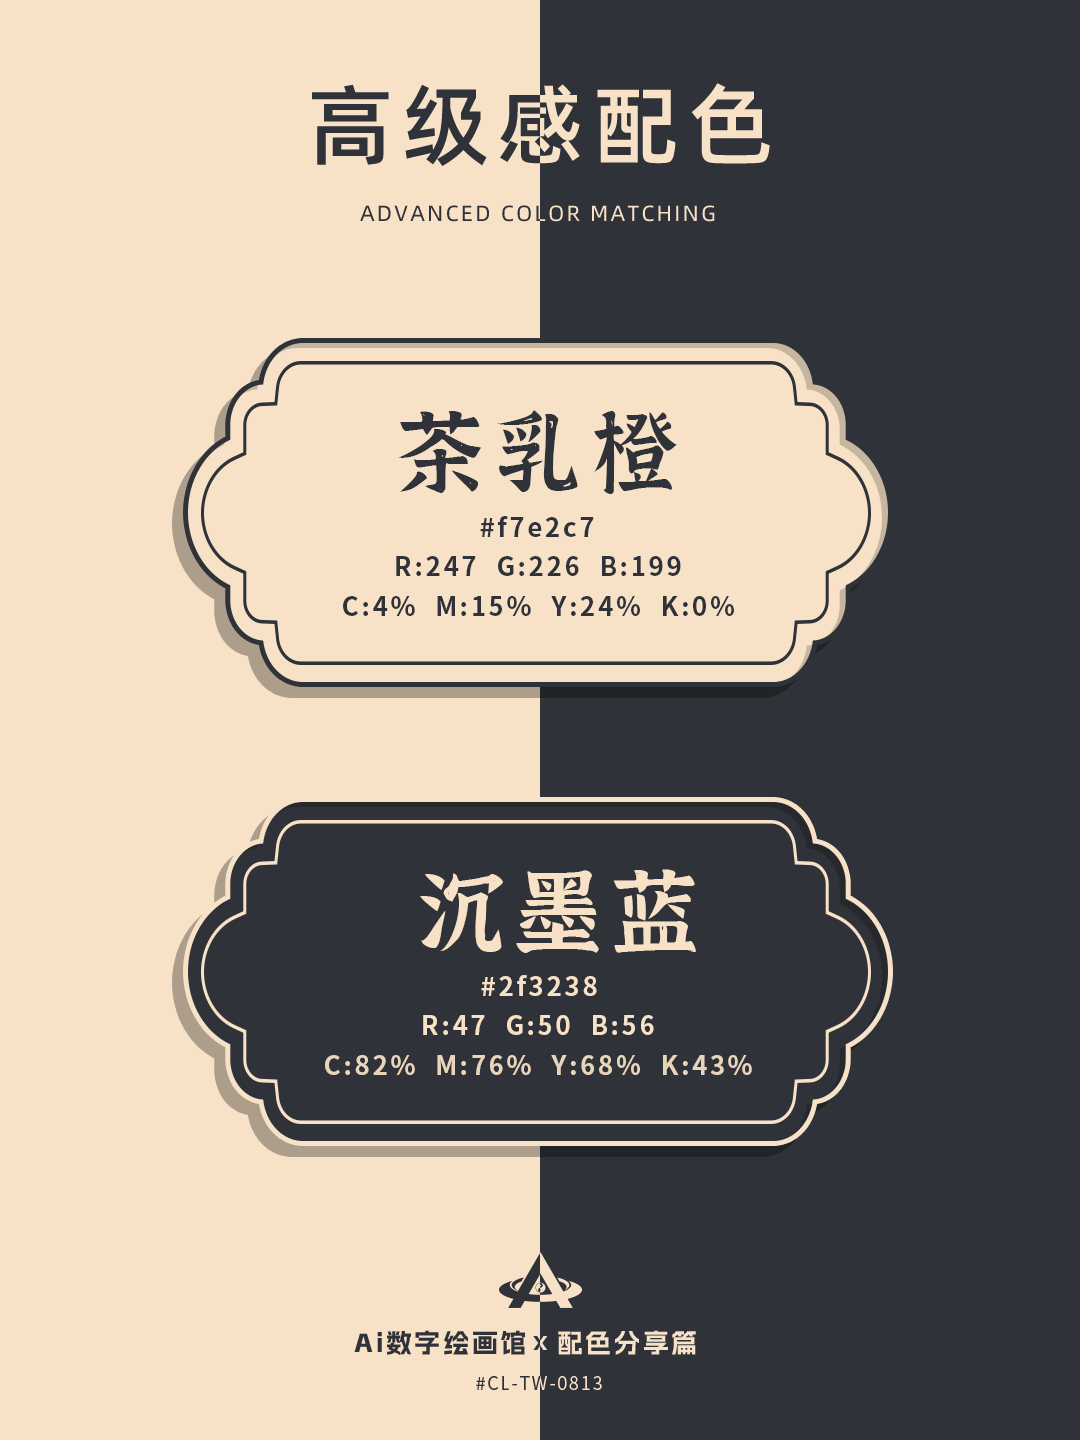 高级感配色
ADVANCED COLOR MATCHING
茶乳橙
#f7e2c7
R:247 G:226 B:199
C:4% M:15% Y:24% K:0%
沉墨蓝
#2f3238
R:47 G:50 B:56
C:82% M:76% Y:68% K:43%
Ai数字绘画馆 x 配色分享篇
#CL-TW-0813